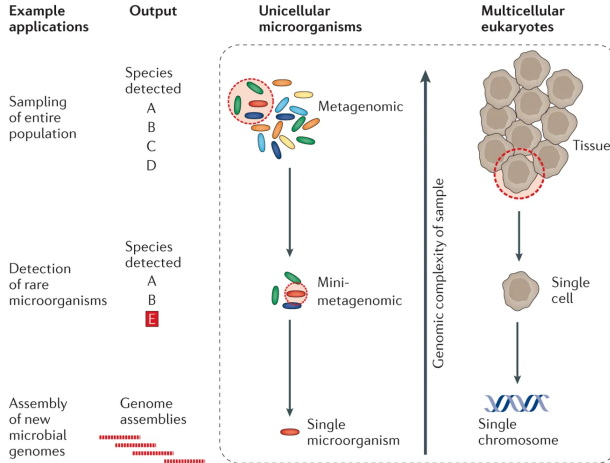 Example
applications
Output
Unicellular
microorganisms
Multicellular
eukaryotes
Sampling
of entire
population
Species
detected
A
B
C
D
Metagenomic
Tissue
Genomic complexity of sample
Detection
of rare
microorganisms
Species
detected
A
B
E
Mini-
metagenomic
Single
cell
Assembly
of new
microbial
genomes
Genome
assemblies
Single
microorganism
Single
chromosome